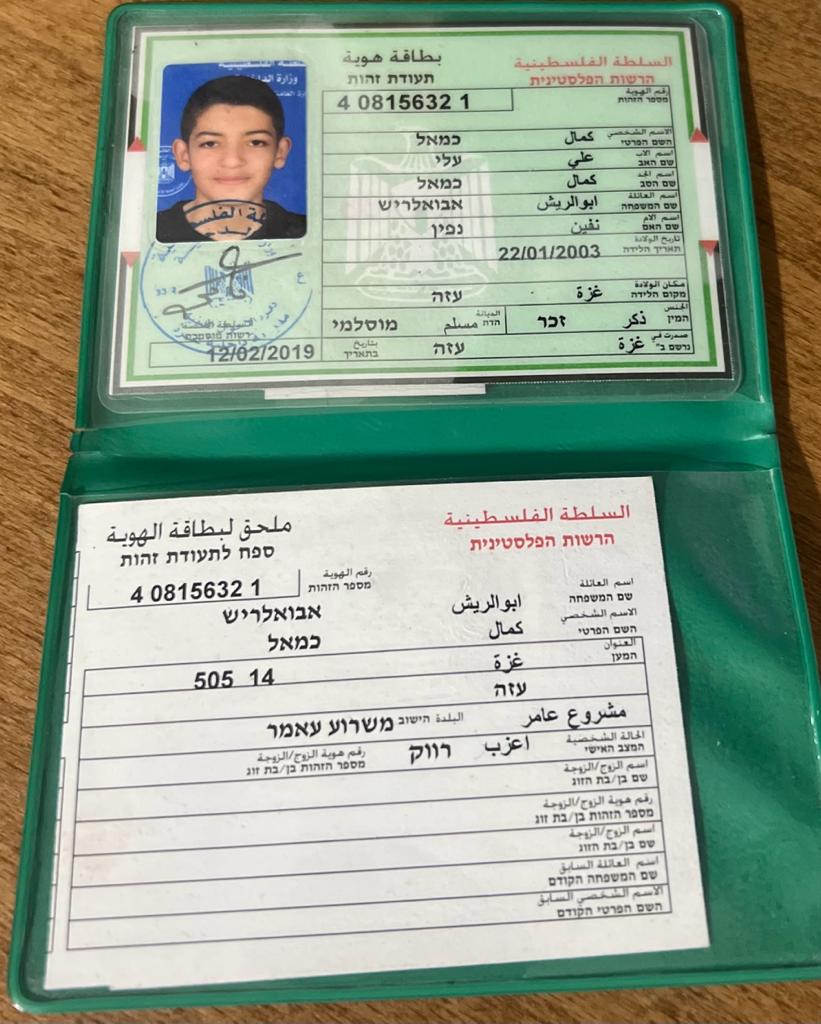 السلطة الفلسطينية
بطاقة هوية
הרשות הפלסטינית
תעודת זהות
رقم الهوية
מספר הזהות
4 0815632 1
الاسم الشخصي كمال
השם הפרטי כמאל
اسم الاب علي
שם האב עלי
اسم الجد كمال
שם הסב כמאל
اسم العائلة ابوالريش
שם המשפחה אבואלריש
اسم الام نفين
שם האם נפין
تاريخ الولادة
תאריך הלידה
22/01/2003
مكان الولادة غزة
מקום הלידה עזה
الجنس ذكر
המין זכר
الديانة مسلم
הדת מוסלמי
صدرت في غزة
נרשם ב" עזה
بتاريخ
בתאריך
12/02/2019
وزارة الداخلية
السلطة الفلسطينية
ملحق لبطاقة الهوية
הרשות הפלסטינית
ספח לתעודת זהות
رقم الهوية
מספר הזהות
4 0815632 1
اسم العائلة ابوالريش
שם המשפחה אבואלריש
الاسم الشخصي كمال
השם הפרטי כמאל
العنوان غزة
המען עזה
505 14
مشروع عامر
البلدة הישוב משרוע עאמר
الحالة الشخصية اعزب
המצב האישי רווק
رقم هوية الزوج/الزوجة
מספר הזהות בן/בת זוג
اسم الزوج/الزوجة
שם בן/בת הזוג
رقم هوية الزوج/الزوجة
מספר הזהות בן/בת זוג
اسم الزوج/الزوجة
שם בן/בת הזוג
اسم العائلة السابق
שם המשפחה הקודם
الاسم الشخصي السابق
השם הפרטי הקודם